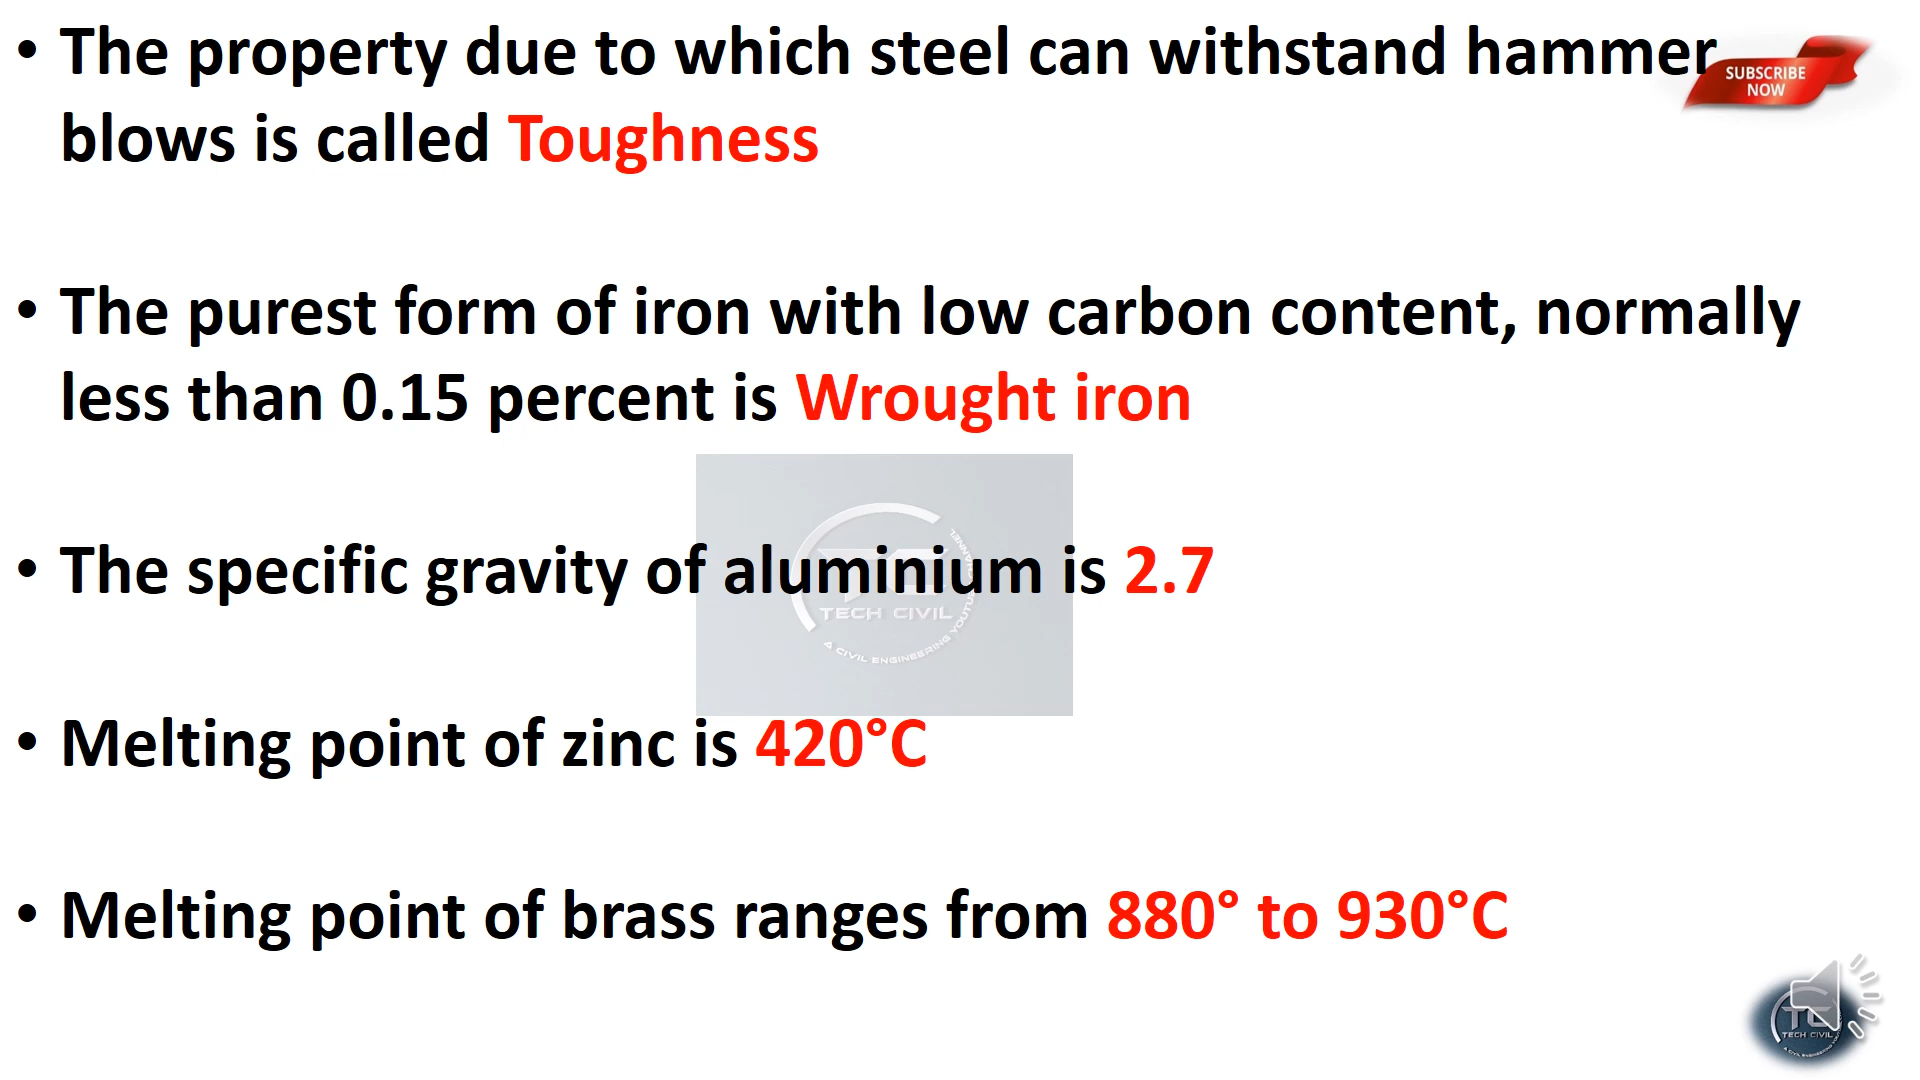 • The property due to which steel can withstand hammer
SUBSCRIBE
NOW
blows is called Toughness
• The purest form of iron with low carbon content, normally
less than 0.15 percent is Wrought iron
• The specific gravity of aluminium is 2.7
TECH CIVIL
A CIVIL ENGINEERING YOUTUBE CHANNEL
• Melting point of zinc is 420°C
• Melting point of brass ranges from 880° to 930°C
TC
TECH CIVIL